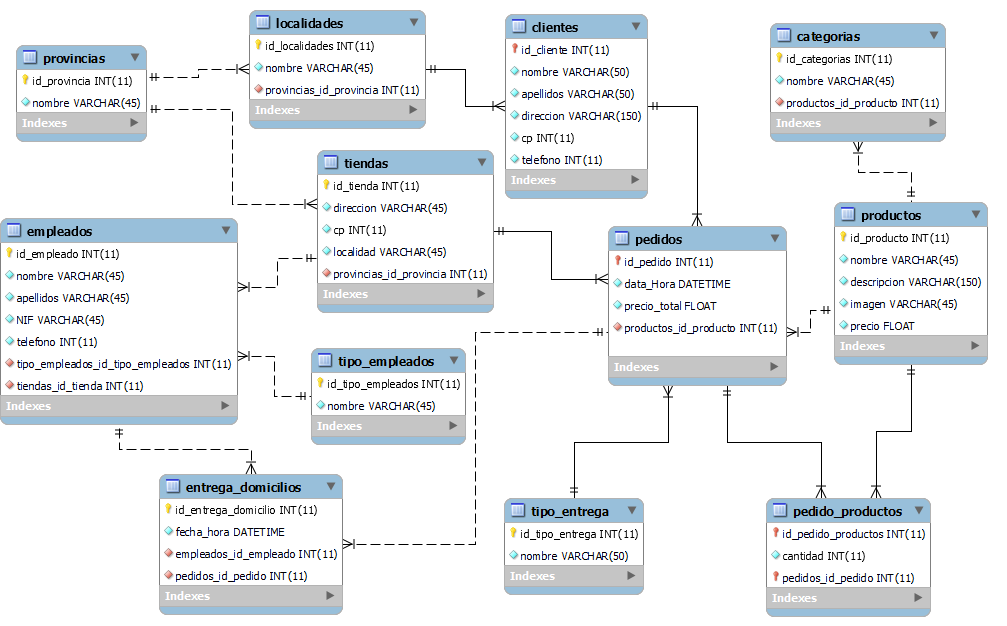 provincias
id_provincia INT(11)
nombre VARCHAR(45)
Indexes
localidades
id_localidades INT(11)
nombre VARCHAR(45)
provincias_id_provincia INT(11)
Indexes
clientes
id_cliente INT(11)
nombre VARCHAR(50)
apellidos VARCHAR(50)
direccion VARCHAR(150)
cp INT(11)
telefono INT(11)
Indexes
categorias
id_categorias INT(11)
nombre VARCHAR(45)
productos_id_producto INT(11)
Indexes
tiendas
id_tienda INT(11)
direccion VARCHAR(45)
cp INT(11)
localidad VARCHAR(45)
provincias_id_provincia INT(11)
Indexes
empleados
id_empleado INT(11)
nombre VARCHAR(45)
apellidos VARCHAR(45)
NIF VARCHAR(45)
telefono INT(11)
tipo_empleados_id_tipo_empleados INT(11)
tiendas_id_tienda INT(11)
Indexes
pedidos
id_pedido INT(11)
data_Hora DATETIME
precio_total FLOAT
productos_id_producto INT(11)
Indexes
productos
id_producto INT(11)
nombre VARCHAR(45)
descripcion VARCHAR(150)
imagen VARCHAR(45)
precio FLOAT
Indexes
tipo_empleados
id_tipo_empleados INT(11)
nombre VARCHAR(45)
Indexes
entrega_domicilios
id_entrega_domicilio INT(11)
fecha_hora DATETIME
empleados_id_empleado INT(11)
pedidos_id_pedido INT(11)
Indexes
tipo_entrega
id_tipo_entrega INT(11)
nombre VARCHAR(50)
Indexes
pedido_productos
id_pedido_productos INT(11)
cantidad INT(11)
pedidos_id_pedido INT(11)
Indexes